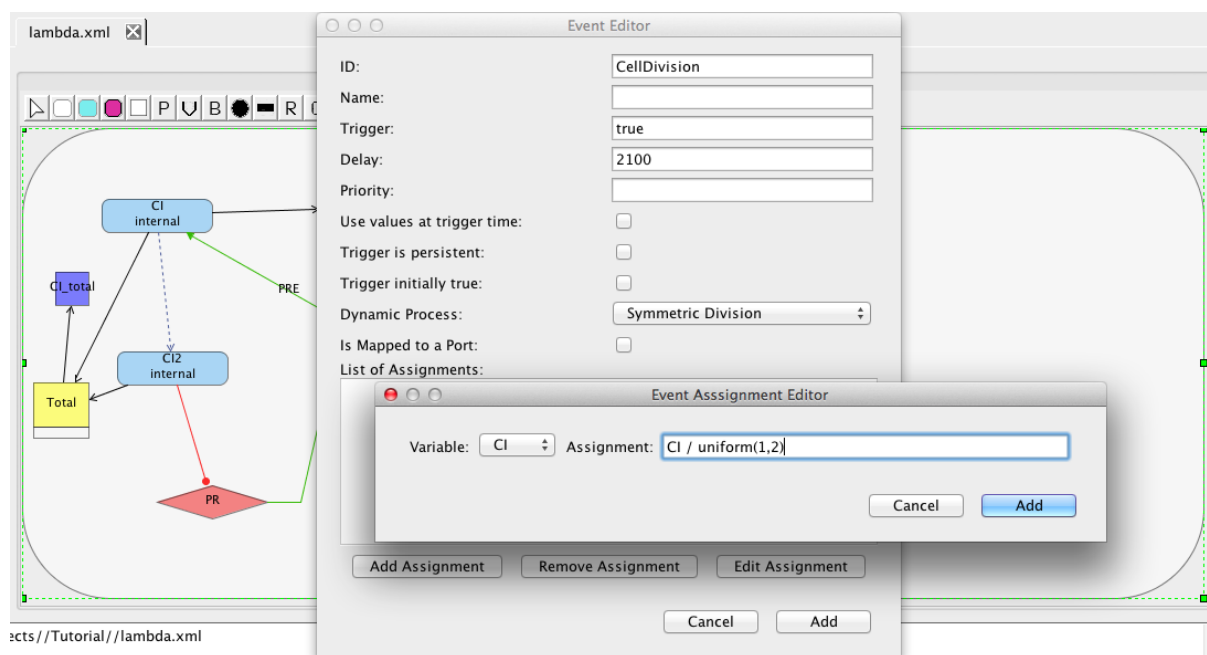 lambda.xml
Event Editor
ID: CellDivision
Name:
Trigger: true
Delay: 2100
Priority:
Use values at trigger time:
Trigger is persistent:
Trigger initially true:
Dynamic Process: Symmetric Division
Is Mapped to a Port:
List of Assignments:
P V B R
CI
internal
CI_total
PRE
CI2
internal
Total
PR
Event Asssignment Editor
Variable: CI Assignment: CI / uniform(1,2)
Cancel Add
Add Assignment Remove Assignment Edit Assignment
Cancel Add
ects//Tutorial//lambda.xml